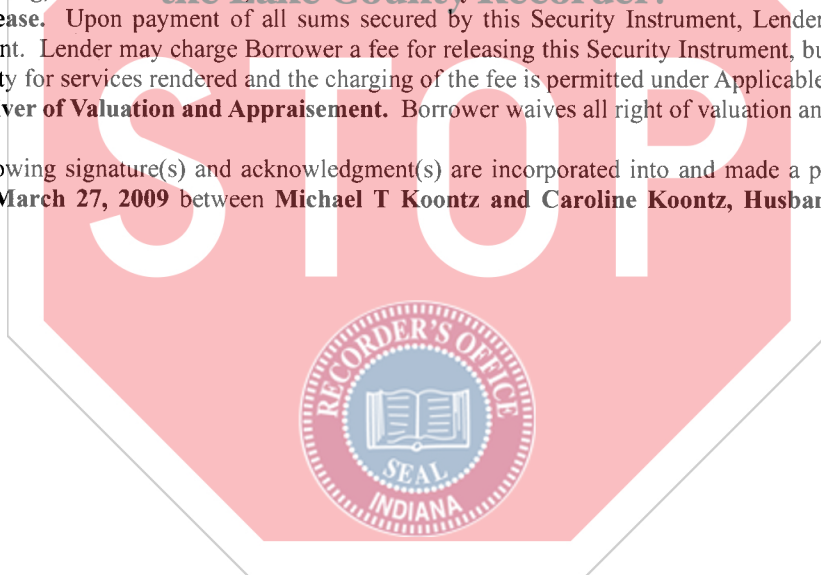 the Lake County Recorder!
ease. Upon payment of all sums secured by this Security Instrument, Lender
nt. Lender may charge Borrower a fee for releasing this Security Instrument, bu
ty for services rendered and the charging of the fee is permitted under Applicable
ver of Valuation and Appraisement. Borrower waives all right of valuation an
owing signature(s) and acknowledgment(s) are incorporated into and made a p
March 27, 2009 between Michael T Koontz and Caroline Koontz, Husban
STOP
RECORDER'S OFFICE
SEAL
INDIANA